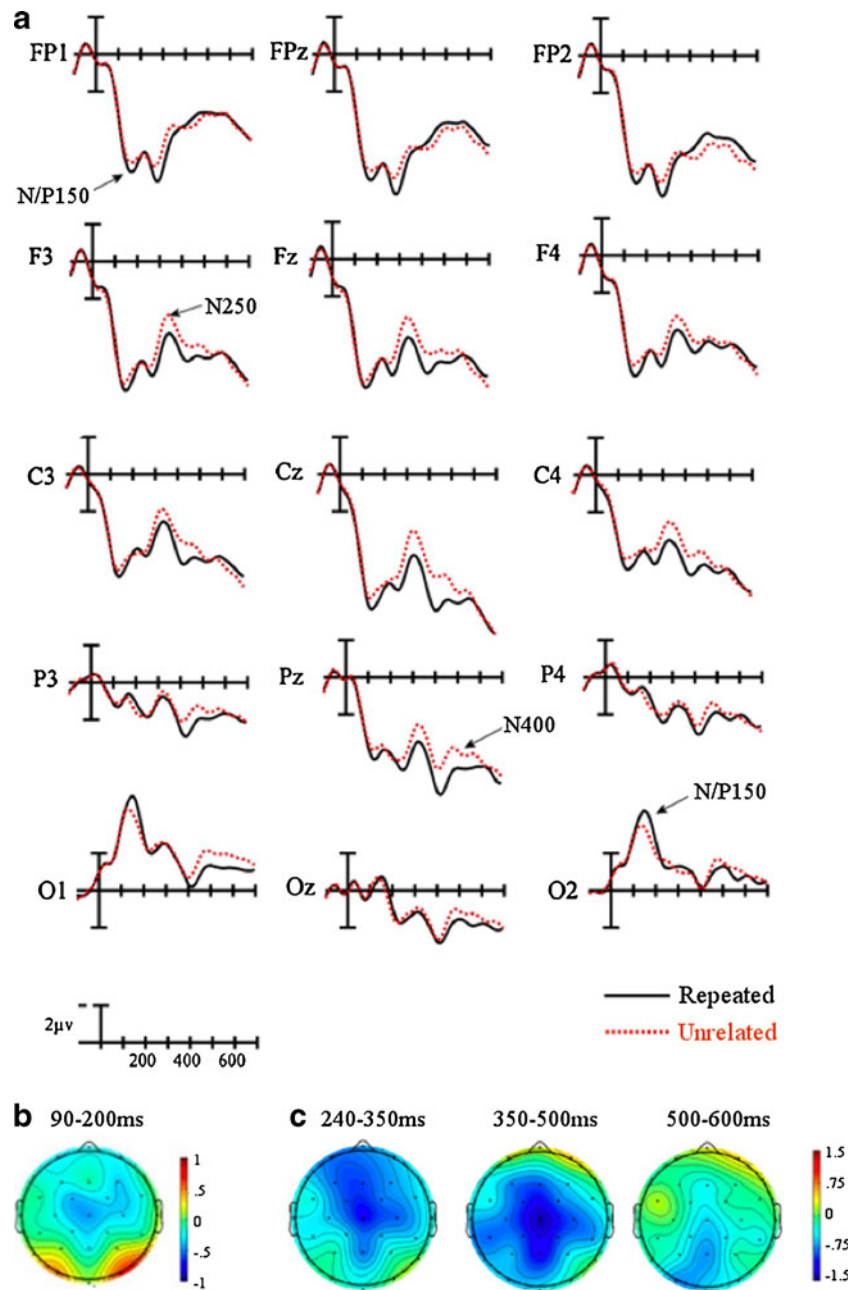 a
FP1 FPz FP2
N/P150
F3 Fz F4
N250
C3 Cz C4
P3 Pz P4
N400
N/P150
O1 Oz O2
Repeated
Unrelated
2μv
200 400 600
b 90-200ms
c 240-350ms 350-500ms 500-600ms
1
.5
0
-.5
-1
1.5
.75
0
-.75
-1.5